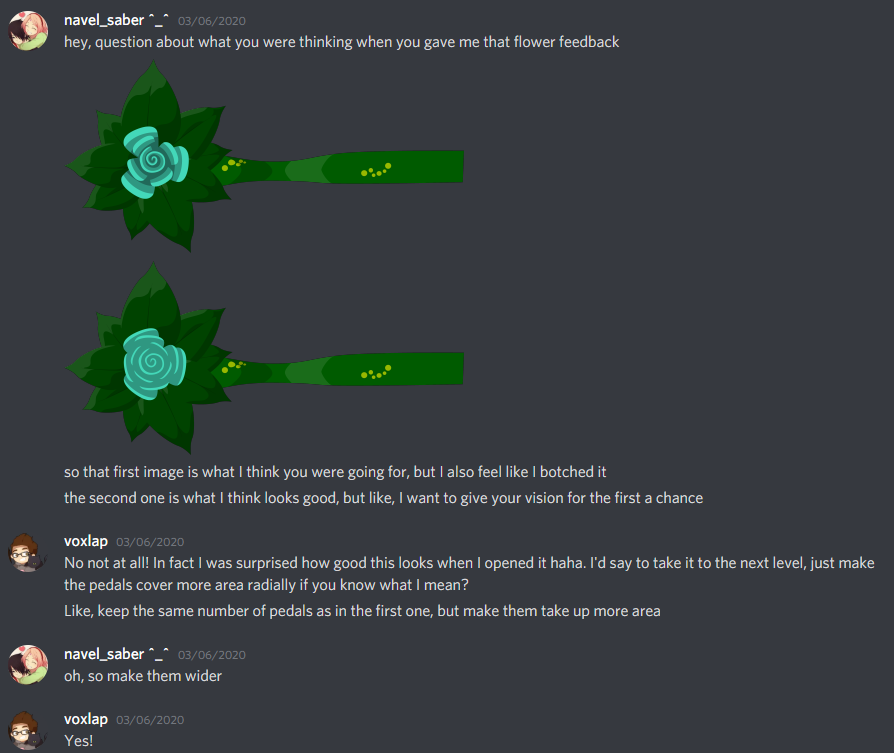 navel_saber ^_^ 03/06/2020
hey, question about what you were thinking when you gave me that flower feedback
so that first image is what I think you were going for, but I also feel like I botched it
the second one is what I think looks good, but like, I want to give your vision for the first a chance
voxlap 03/06/2020
No not at all! In fact I was surprised how good this looks when I opened it haha. I'd say to take it to the next level, just make
the pedals cover more area radially if you know what I mean?
Like, keep the same number of pedals as in the first one, but make them take up more area
navel_saber ^_^ 03/06/2020
oh, so make them wider
voxlap 03/06/2020
Yes!